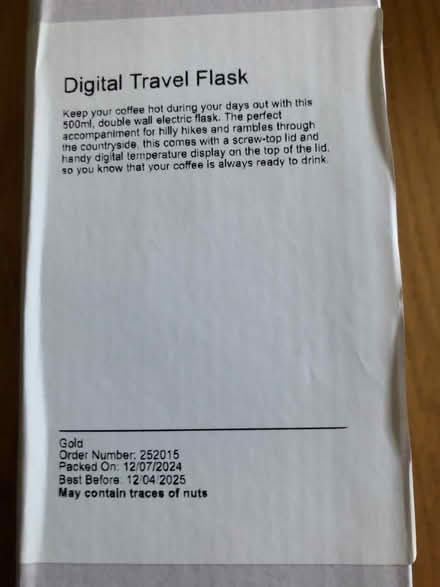 Digital Travel Flask
Keep your coffee hot during your days out with this
500ml, double wall electric flask. The perfect
accompaniment for hilly hikes and rambles through
the countryside, this comes with a screw-top lid and
handy digital temperature display on the top of the lid,
so you know that your coffee is always ready to drink.
Gold
Order Number: 252015
Packed On: 12/07/2024
Best Before: 12/04/2025
May contain traces of nuts